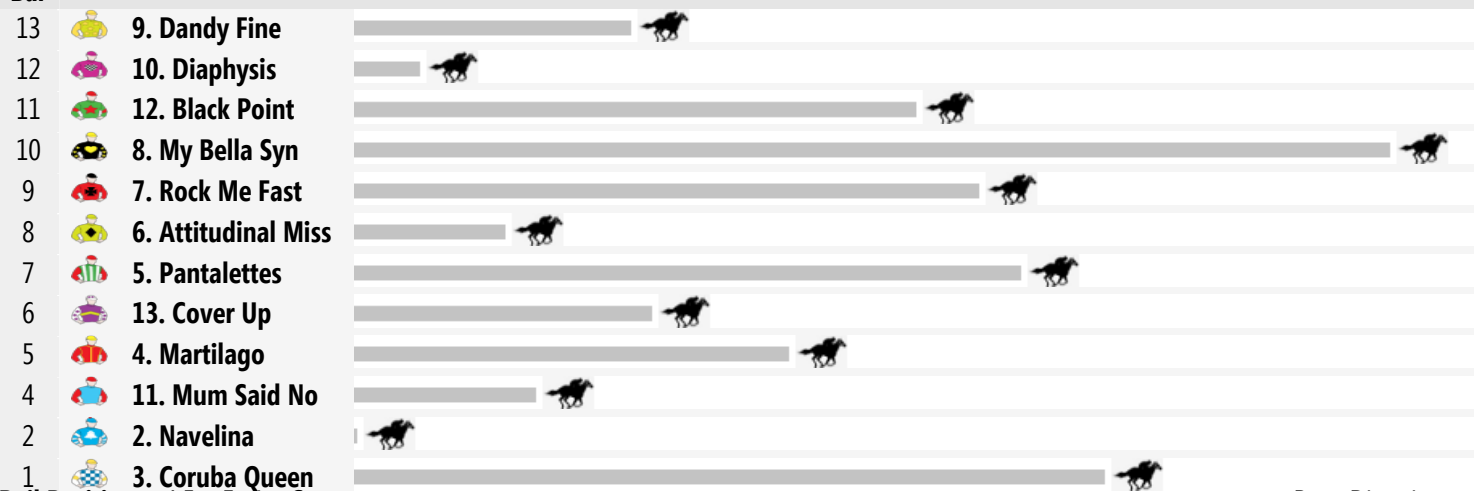 13 9. Dandy Fine
12 10. Diaphysis
11 12. Black Point
10 8. My Bella Syn
9 7. Rock Me Fast
8 6. Attitudinal Miss
7 5. Pantalettes
6 13. Cover Up
5 4. Martilago
4 11. Mum Said No
2 2. Navelina
1 3. Coruba Queen